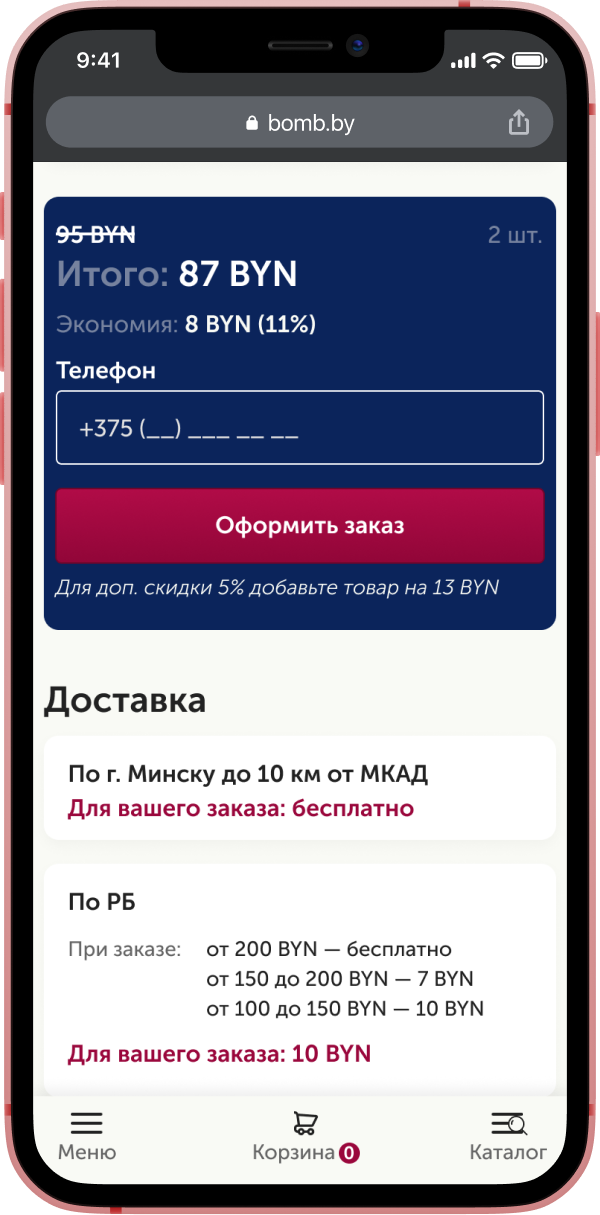 9:41
bomb.by
95 BYN
2 шт.
Итого: 87 BYN
Экономия: 8 BYN (11%)
Телефон
+375 (__) ___ __ __
Оформить заказ
Для доп. скидки 5% добавьте товар на 13 BYN
Доставка
По г. Минску до 10 км от МКАД
Для вашего заказа: бесплатно
По РБ
При заказе: от 200 BYN — бесплатно
от 150 до 200 BYN — 7 BYN
от 100 до 150 BYN — 10 BYN
Для вашего заказа: 10 BYN
Меню
Корзина 0
Каталог